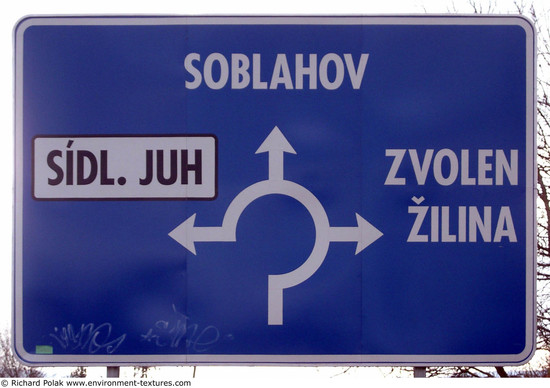 SOBLAHOV
SÍDL. JUH
ZVOLEN
ŽILINA
© Richard Polak www.environment-textures.com